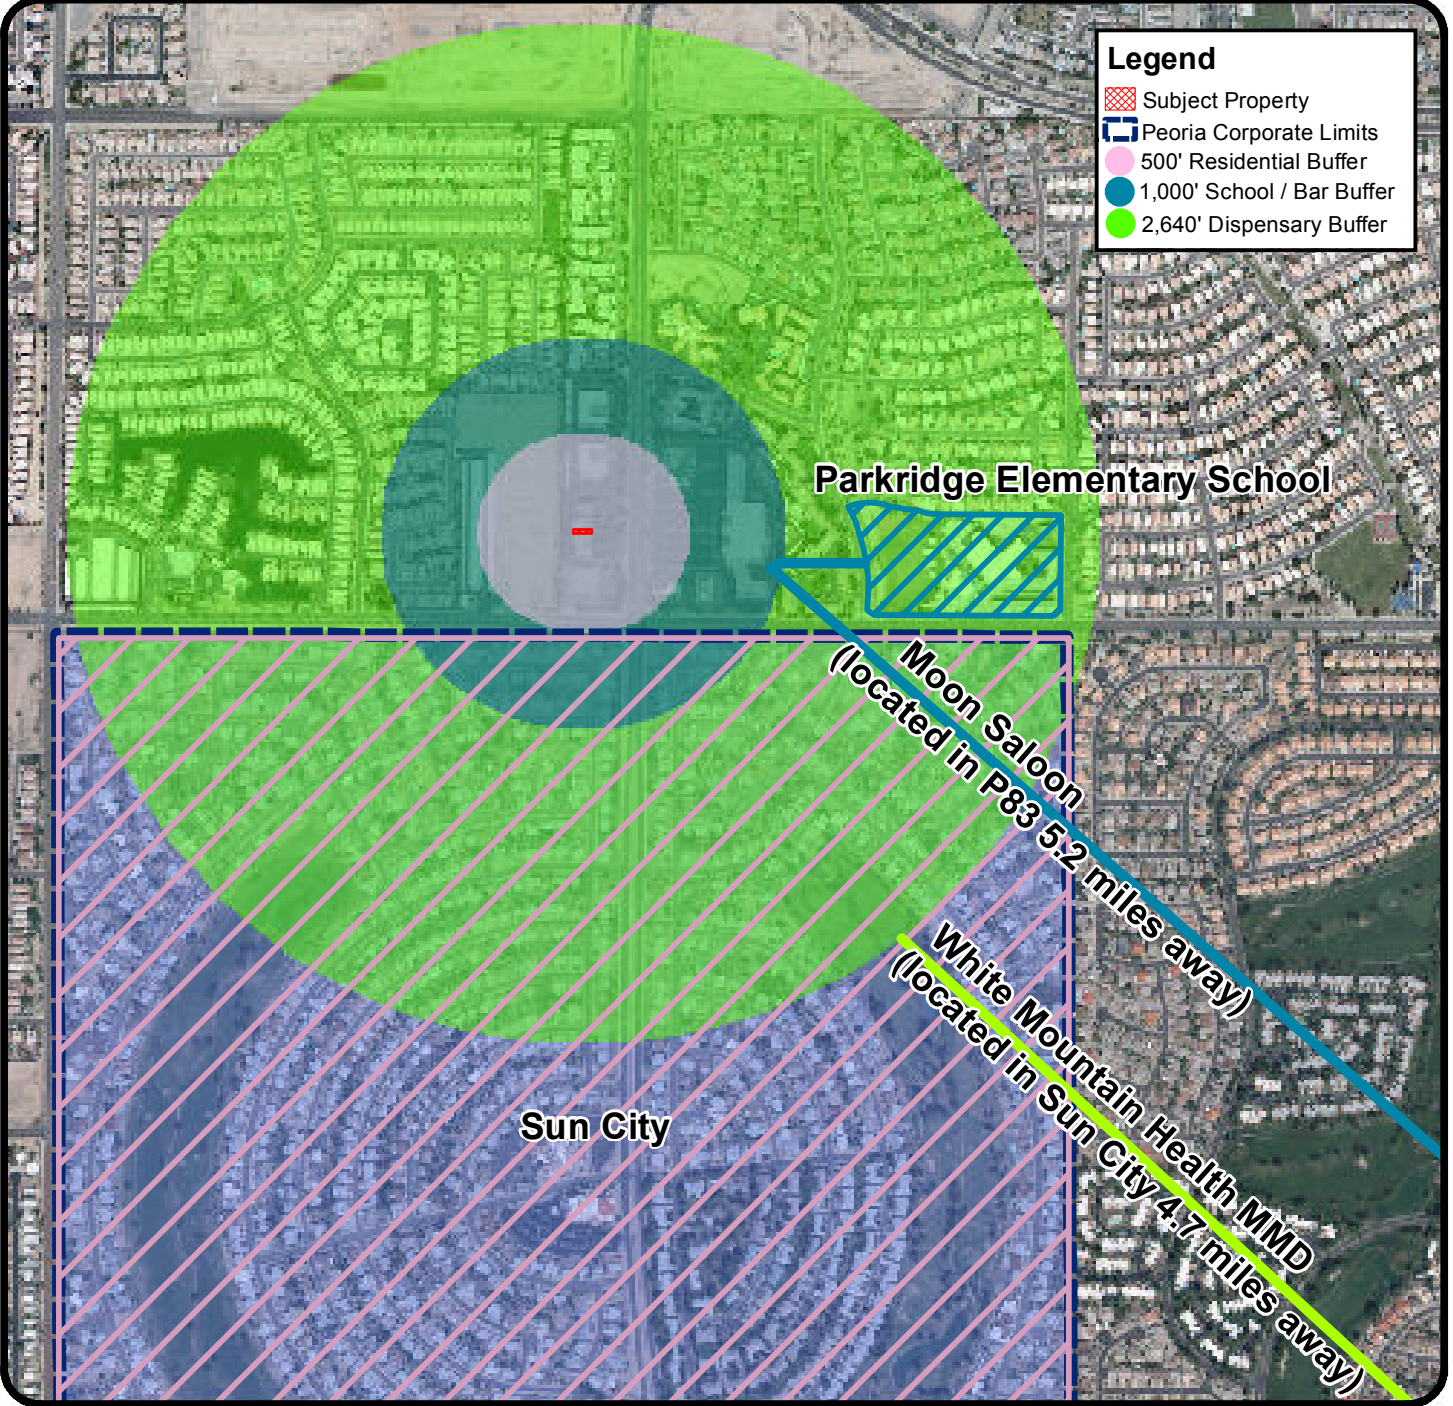 Legend
Subject Property
Peoria Corporate Limits
500' Residential Buffer
1,000' School / Bar Buffer
2,640' Dispensary Buffer
Parkridge Elementary School
Moon Saloon
(located in P83 5.2 miles away)
White Mountain Health MMD
(located in Sun City 4.7 miles away)
Sun City